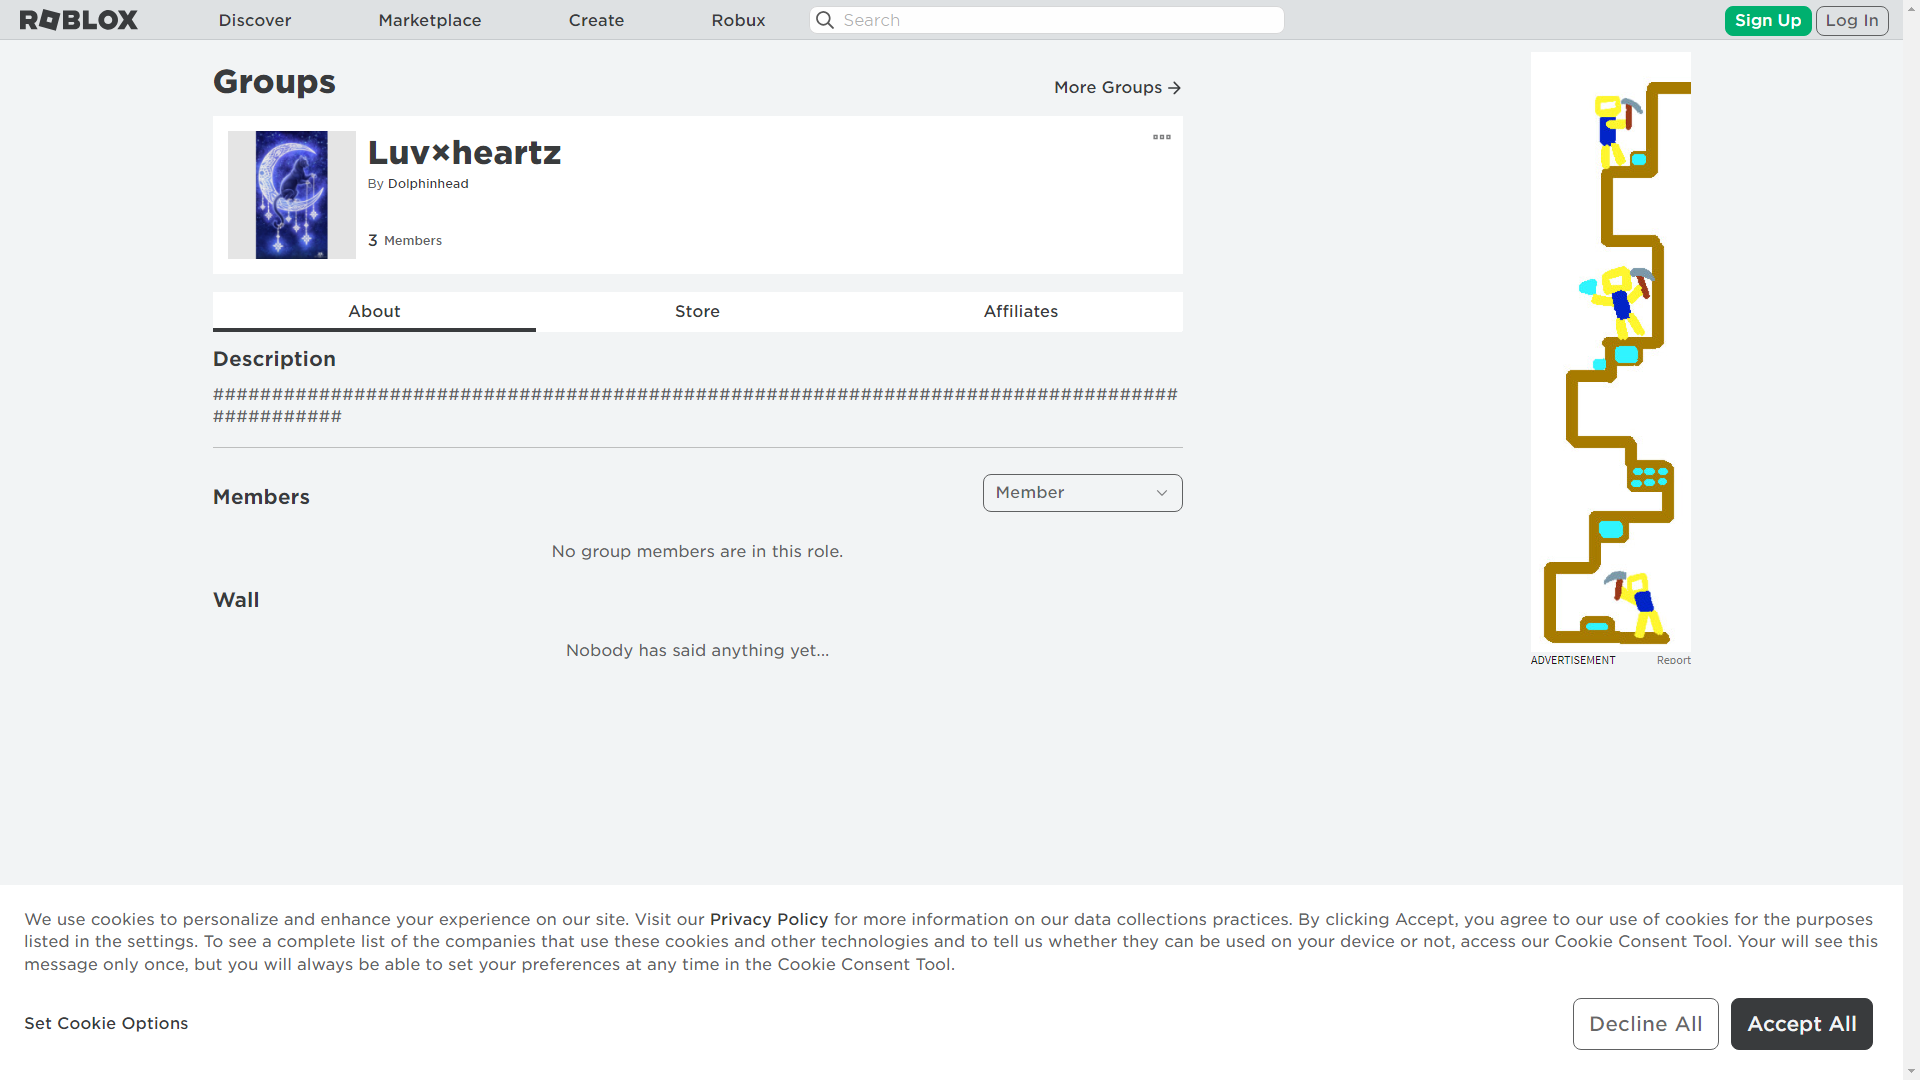 ROBLOX
Discover
Marketplace
Create
Robux
Search
Sign Up
Log In
Groups
More Groups
Luv×heartz
By Dolphinhead
3 Members
About
Store
Affiliates
Description
##################################################################################
###########
Members
Member
No group members are in this role.
Wall
Nobody has said anything yet...
ADVERTISEMENT
Report
We use cookies to personalize and enhance your experience on our site. Visit our Privacy Policy for more information on our data collections practices. By clicking Accept, you agree to our use of cookies for the purposes
listed in the settings. To see a complete list of the companies that use these cookies and other technologies and to tell us whether they can be used on your device or not, access our Cookie Consent Tool. Your will see this
message only once, but you will always be able to set your preferences at any time in the Cookie Consent Tool.
Set Cookie Options
Decline All
Accept All